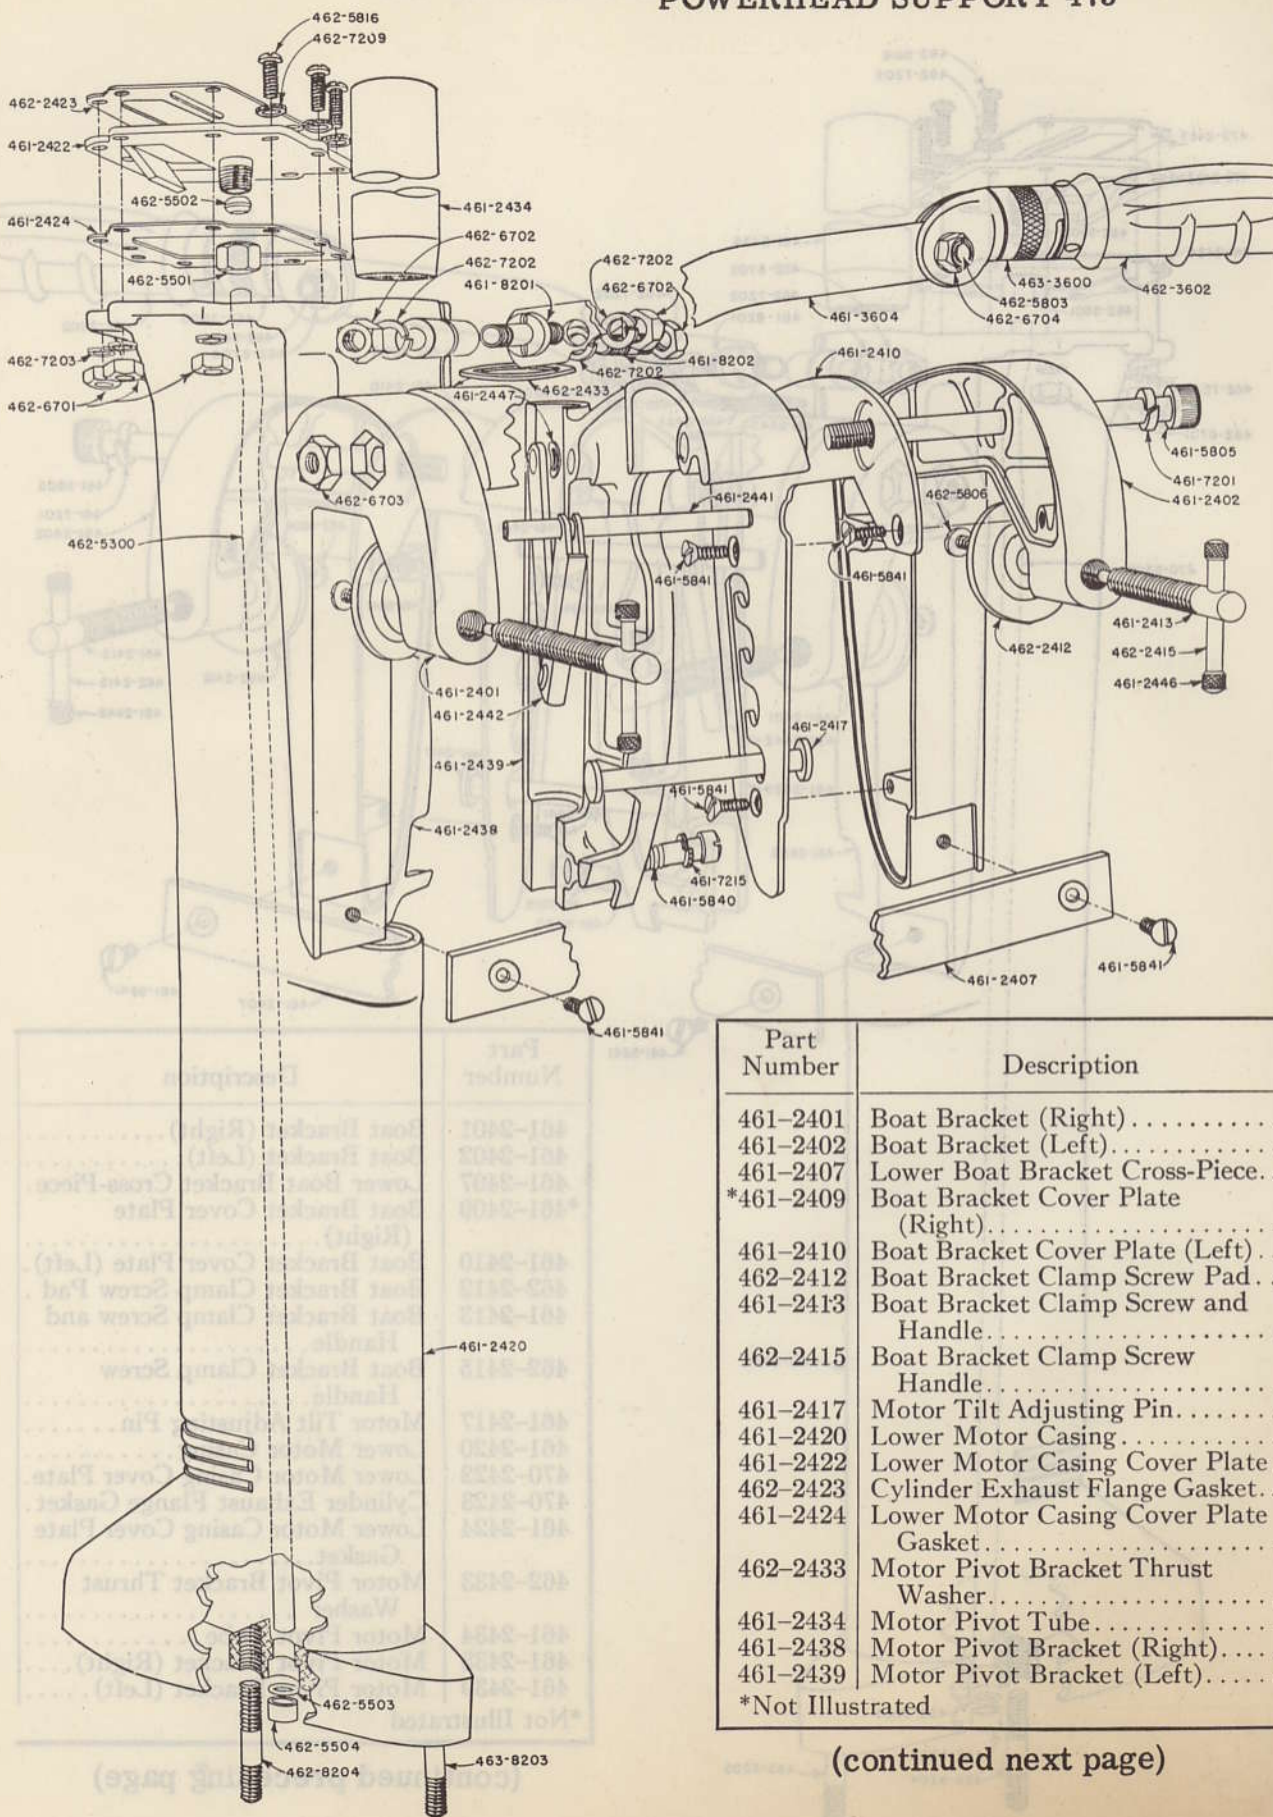 POWERHEAD SUPPORT
462-5816
462-7209
462-2423
461-2422
462-5502
461-2424
461-2434
462-6702
462-5501
462-7202
461-8201
462-7202
462-6702
463-3600
462-3602
462-5803
462-6704
461-3604
462-7203
461-8202
461-2410
462-7202
462-6701
461-2447
462-2433
461-5805
461-7201
461-2402
462-6703
461-2441
462-5806
462-5300
461-5841
461-5841
461-2413
462-2412
462-2415
461-2401
461-2446
461-2442
461-2417
461-2439
461-5841
461-2438
461-7215
461-5840
461-2407
461-5841
461-5841
461-2420
462-5503
462-5504
462-8204
463-8203
Part Number Description
461-2401 Boat Bracket (Right)..........
461-2402 Boat Bracket (Left)............
461-2407 Lower Boat Bracket Cross-Piece.
*461-2409 Boat Bracket Cover Plate
(Right)......................
461-2410 Boat Bracket Cover Plate (Left).
462-2412 Boat Bracket Clamp Screw Pad..
461-2413 Boat Bracket Clamp Screw and
Handle......................
462-2415 Boat Bracket Clamp Screw
Handle......................
461-2417 Motor Tilt Adjusting Pin.......
461-2420 Lower Motor Casing............
461-2422 Lower Motor Casing Cover Plate
462-2423 Cylinder Exhaust Flange Gasket.
461-2424 Lower Motor Casing Cover Plate
Gasket......................
462-2433 Motor Pivot Bracket Thrust
Washer......................
461-2434 Motor Pivot Tube..............
461-2438 Motor Pivot Bracket (Right)....
461-2439 Motor Pivot Bracket (Left).....
*Not Illustrated
(continued next page)